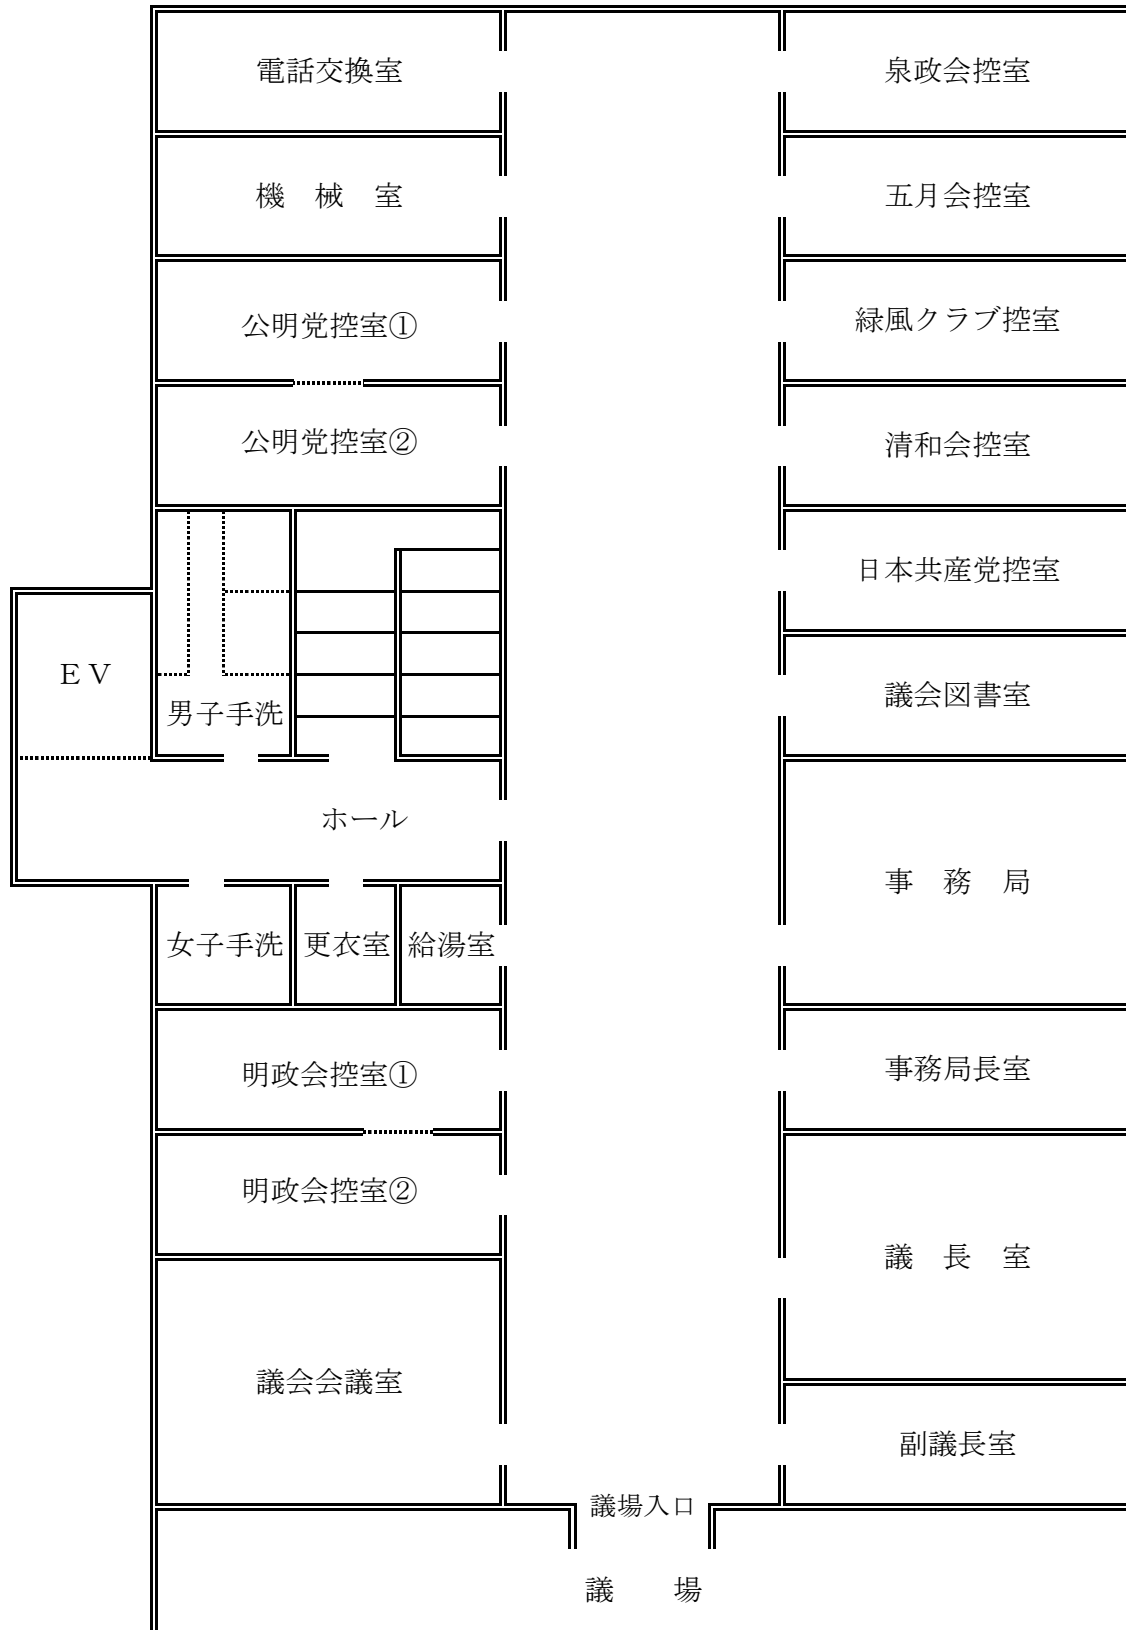 電話交換室
泉政会控室
機　械　室
五月会控室
公明党控室①
緑風クラブ控室
公明党控室②
清和会控室
日本共産党控室
ＥＶ
男子手洗
議会図書室
ホール
事　務　局
女子手洗
更衣室
給湯室
明政会控室①
事務局長室
明政会控室②
議　長　室
議会会議室
副議長室
議場入口
議　　場